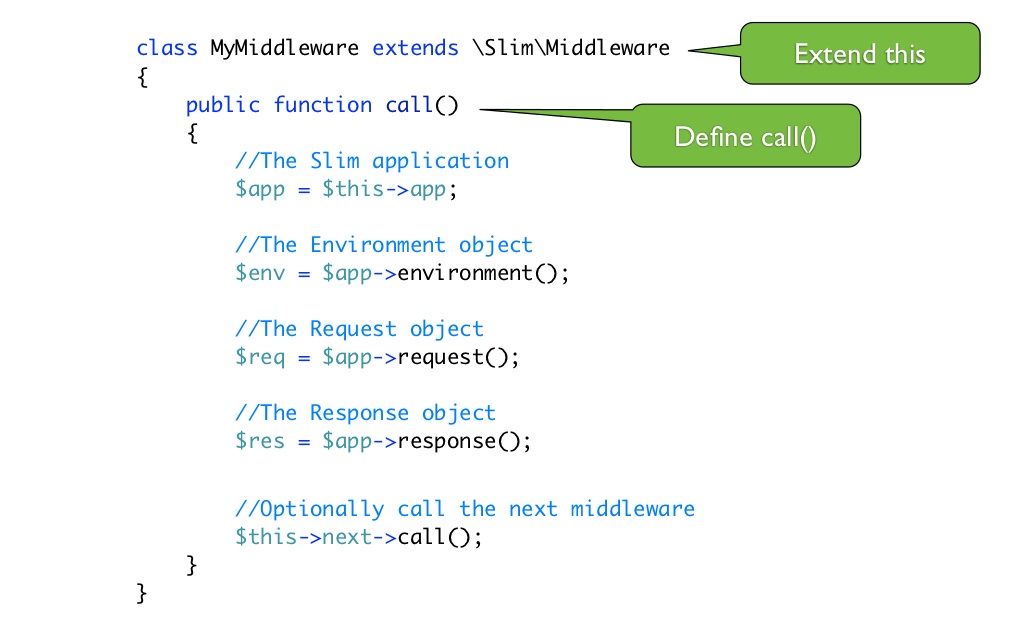 class MyMiddleware extends \Slim\Middleware
Extend this
{
public function call()
Define call()
{
//The Slim application
$app = $this->app;
//The Environment object
$env = $app->environment();
//The Request object
$req = $app->request();
//The Response object
$res = $app->response();
//Optionally call the next middleware
$this->next->call();
}
}